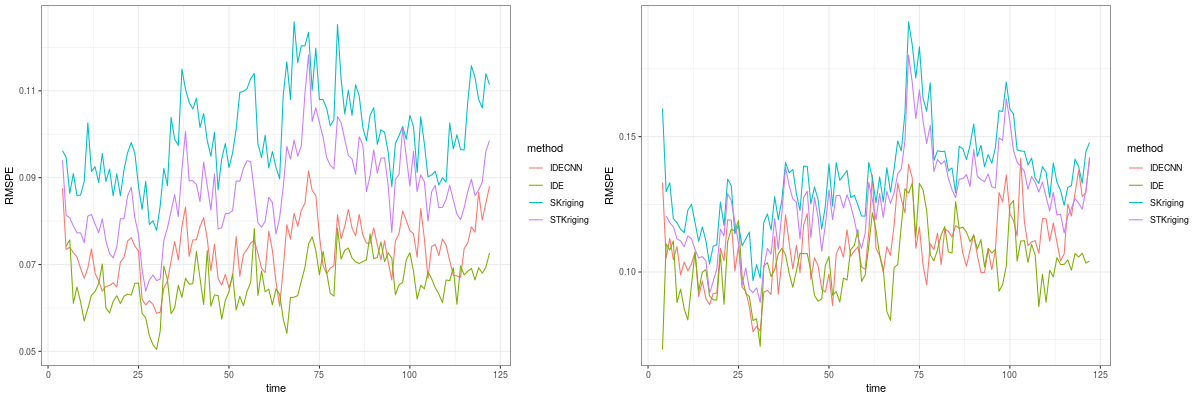 RMSPE
0.11
0.09
0.07
0.05
0
25
50
75
100
125
time
method
IDECNN
IDE
SKriging
STKriging
RMSPE
0.15
0.10
0
25
50
75
100
125
time
method
IDECNN
IDE
SKriging
STKriging